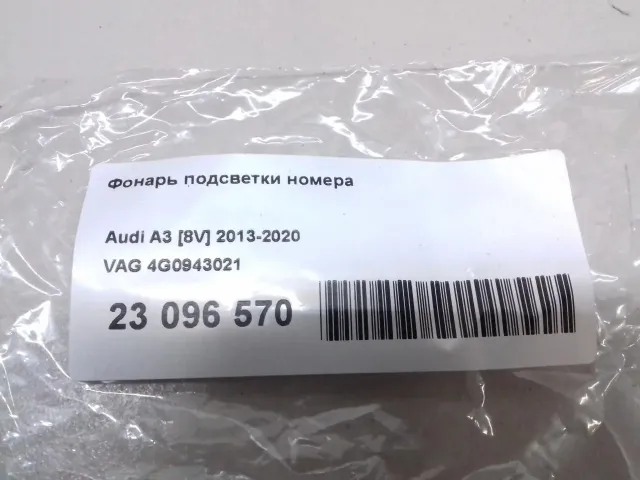 Фонарь подсветки номера
Audi A3 [8V] 2013-2020
VAG 4G0943021
23 096 570